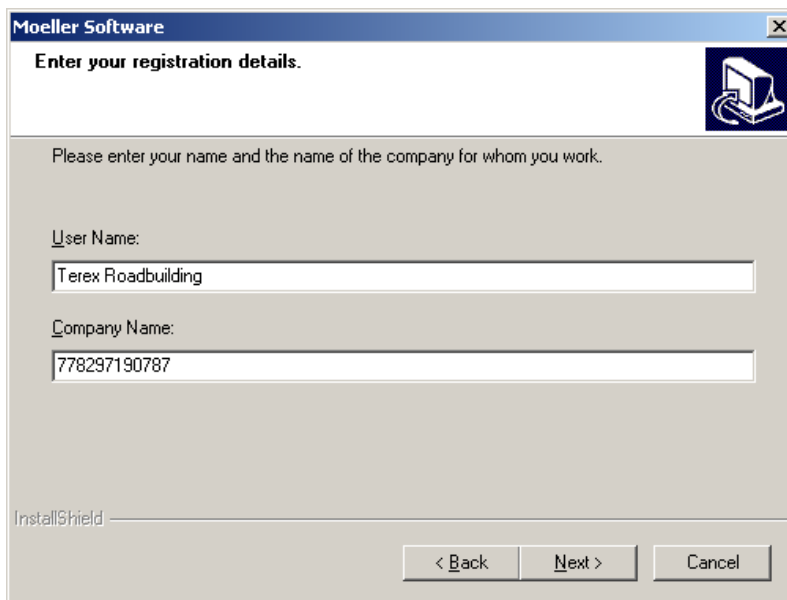 Moeller Software
Enter your registration details.
Please enter your name and the name of the company for whom you work.
User Name:
Terex Roadbuilding
Company Name:
778297190787
InstallShield
< Back Next > Cancel